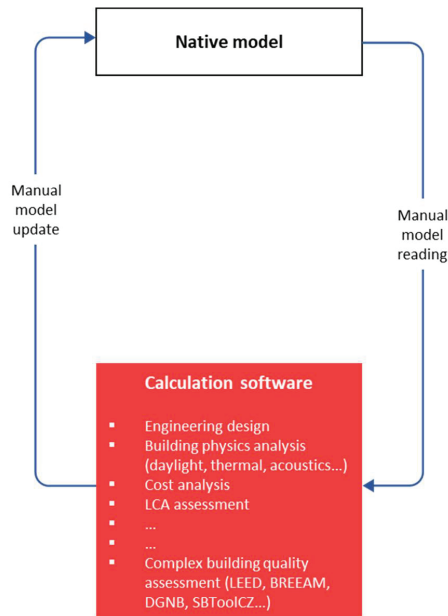 Native model
Manual
model
update
Manual
model
reading
Calculation software
▪ Engineering design
▪ Building physics analysis
(daylight, thermal, acoustics…)
▪ Cost analysis
▪ LCA assessment
▪ …
▪ …
▪ Complex building quality
assessment (LEED, BREEAM,
DGNB, SBToolCZ…)